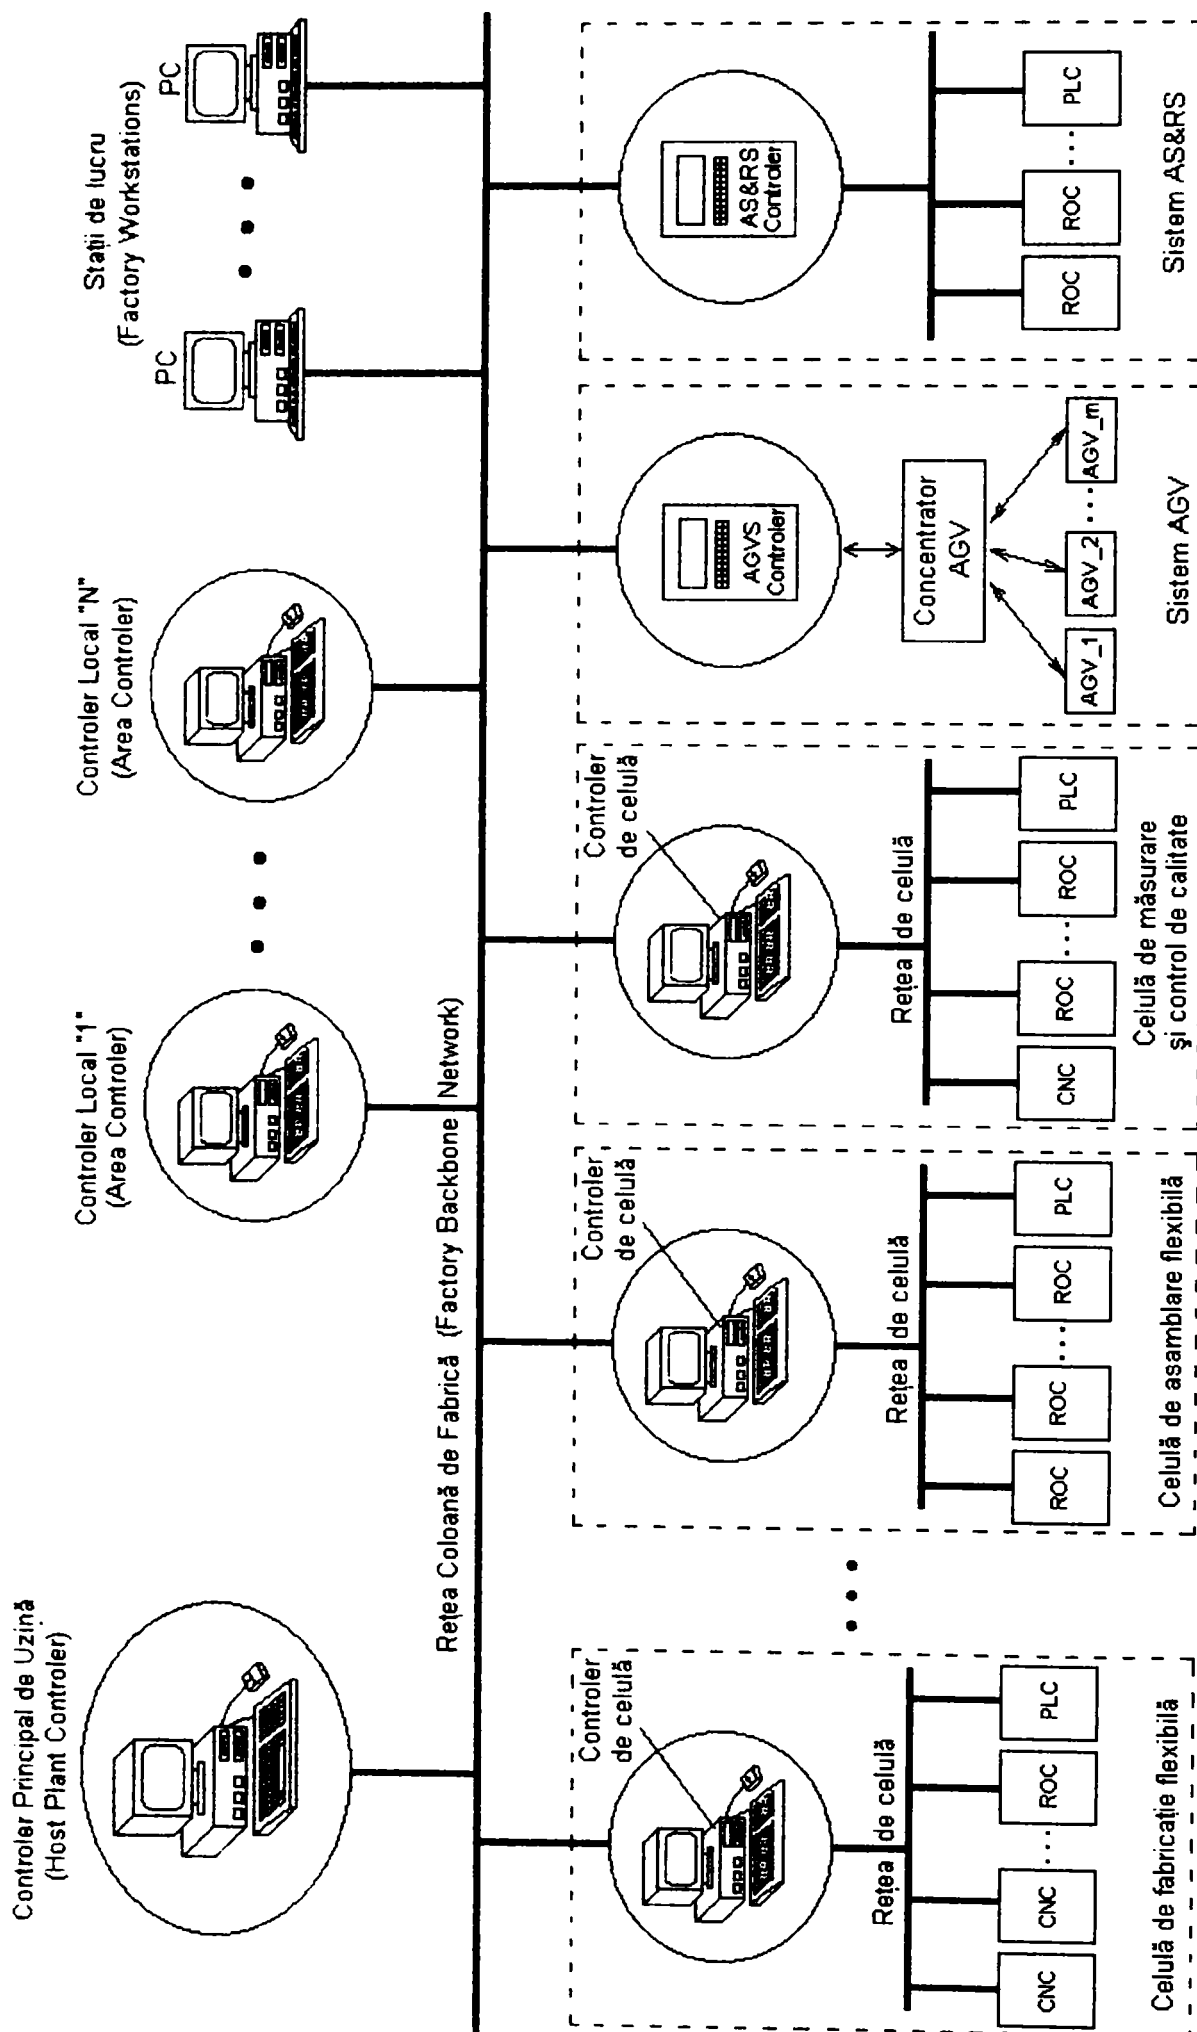 Controler Principal de Uzină
(Host Plant Controler)
Controler Local "1"
(Area Controler)
Controler Local "N"
(Area Controler)
Stații de lucru
(Factory Workstations)
PC
PC
Rețea Coloană de Fabrică (Factory Backbone Network)
Controler
de celulă
Rețea de celulă
CNC
CNC
....
ROC
PLC
Celulă de fabricație flexibilă
Controler
de celulă
Rețea de celulă
ROC
ROC
....
ROC
PLC
Celulă de asamblare flexibilă
Controler
de celulă
Rețea de celulă
CNC
ROC
....
ROC
PLC
Celulă de măsurare
și control de calitate
AGVS
Controler
Concentrator
AGV
AGV_1
AGV_2
....
AGV_m
Sistem AGV
AS&RS
Controler
ROC
ROC
....
PLC
Sistem AS&RS